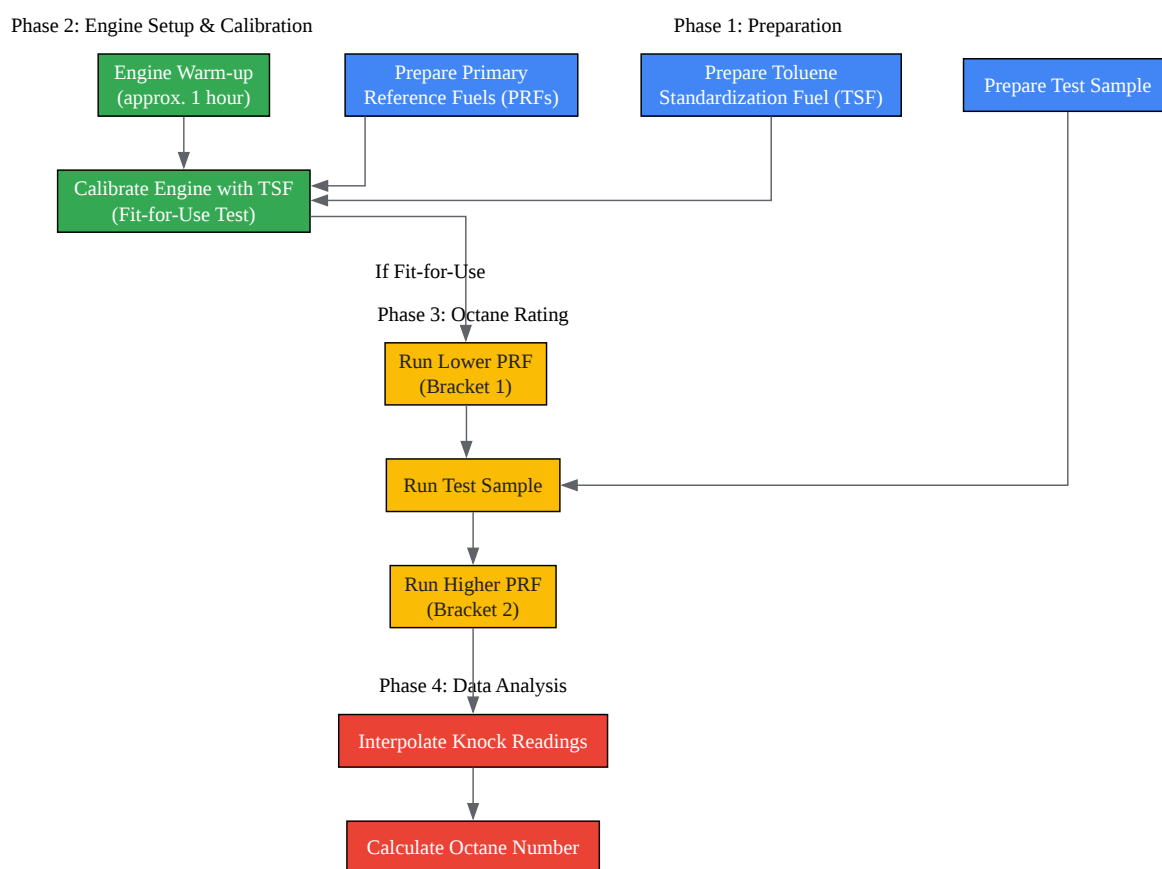 Phase 2: Engine Setup & Calibration
Phase 1: Preparation
Engine Warm-up
(approx. 1 hour)
Prepare Primary
Reference Fuels (PRFs)
Prepare Toluene
Standardization Fuel (TSF)
Prepare Test Sample
Calibrate Engine with TSF
(Fit-for-Use Test)
If Fit-for-Use
Phase 3: Octane Rating
Run Lower PRF
(Bracket 1)
Run Test Sample
Run Higher PRF
(Bracket 2)
Phase 4: Data Analysis
Interpolate Knock Readings
Calculate Octane Number